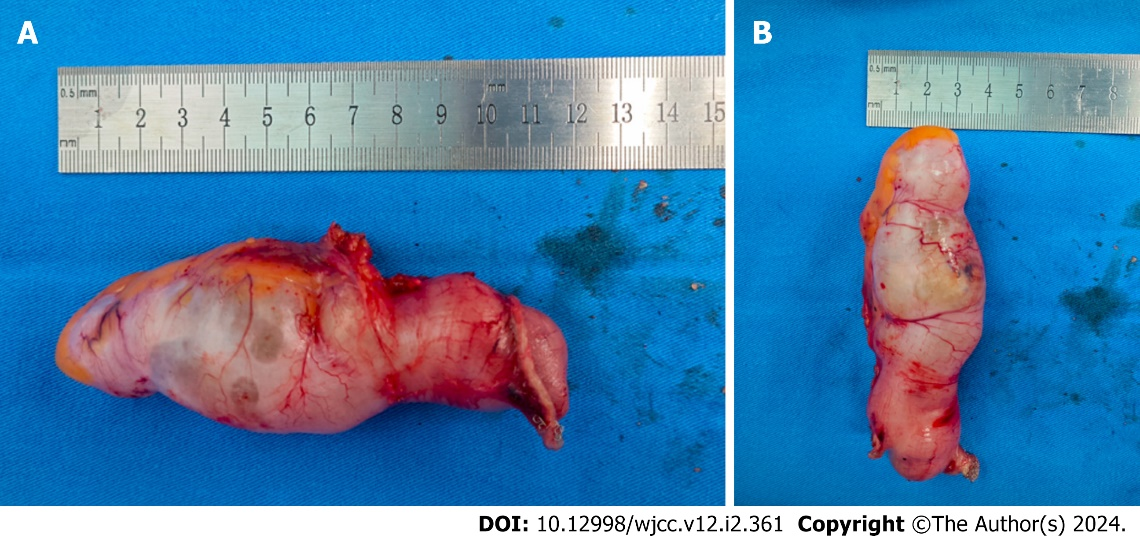 A
0.5 mm mm
1 2 3 4 5 6 7 8 9 10 11 12 13 14 15
mm
B
0.5 mm
1 2 3 4 5 6 7 8
mm
DOI: 10.12998/wjcc.v12.i2.361 Copyright ©The Author(s) 2024.